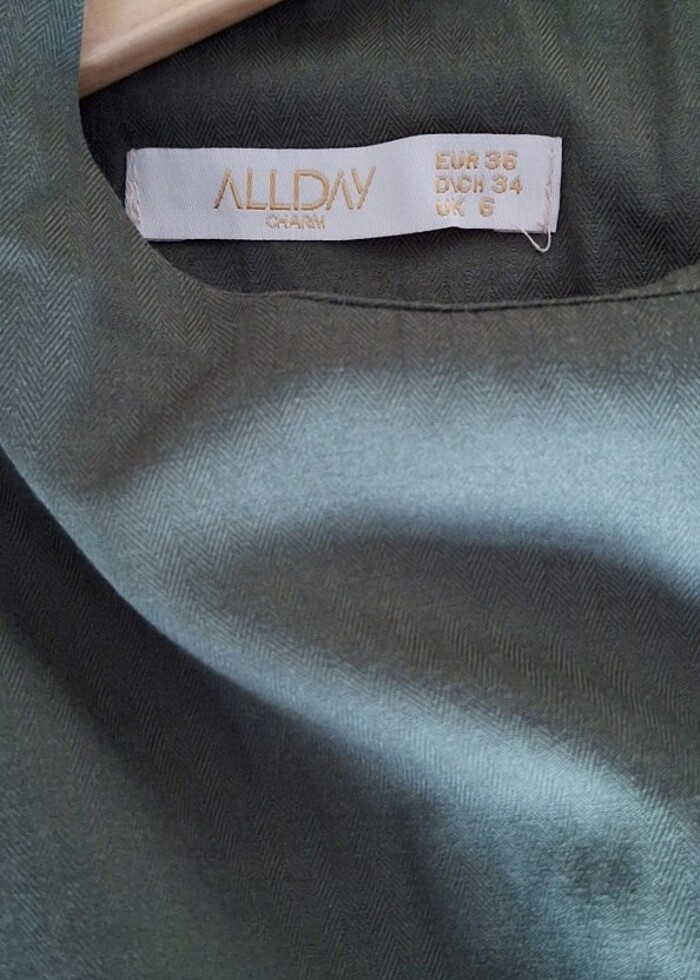 ALLDAY
CHARM
EUR 36
D\CH 34
UK 6